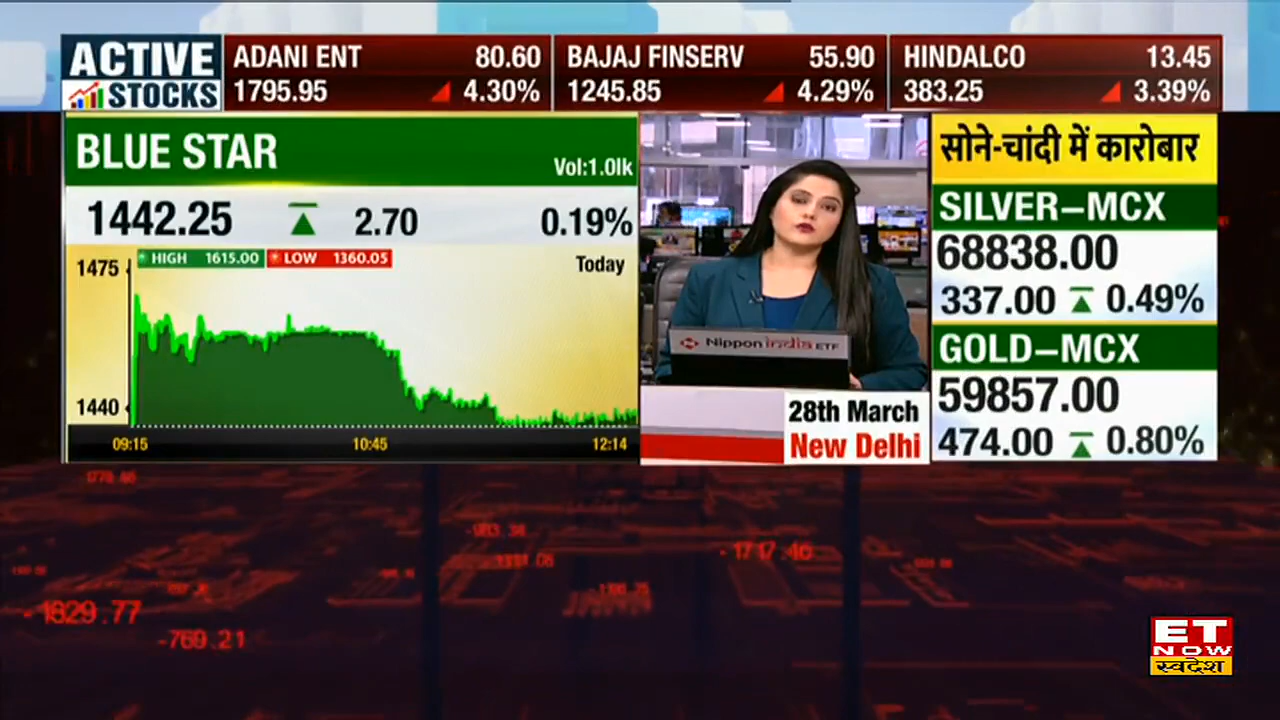 ACTIVE STOCKS
ADANI ENT 80.60
1795.95 4.30%
BAJAJ FINSERV 55.90
1245.85 4.29%
HINDALCO 13.45
383.25 3.39%
BLUE STAR
Vol:1.0lk
1442.25 2.70 0.19%
HIGH 1615.00 LOW 1360.05
Today
1475
1440
09:15 10:45 12:14
Nippon india ETF
28th March
New Delhi
सोने-चांदी में कारोबार
SILVER-MCX
68838.00
337.00 0.49%
GOLD-MCX
59857.00
474.00 0.80%
-1717.46
-1829.77
-769.21
ET
NOW
स्वदेश